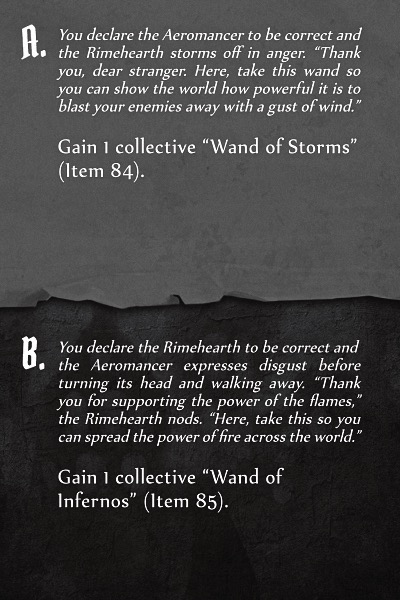 A. You declare the Aeromancer to be correct and
the Rimehearth storms off in anger. “Thank
you, dear stranger. Here, take this wand so
you can show the world how powerful it is to
blast your enemies away with a gust of wind.”
Gain 1 collective “Wand of Storms”
(Item 84).
B. You declare the Rimehearth to be correct and
the Aeromancer expresses disgust before
turning its head and walking away. “Thank
you for supporting the power of the flames,”
the Rimehearth nods. “Here, take this so you
can spread the power of fire across the world.”
Gain 1 collective “Wand of
Infernos” (Item 85).